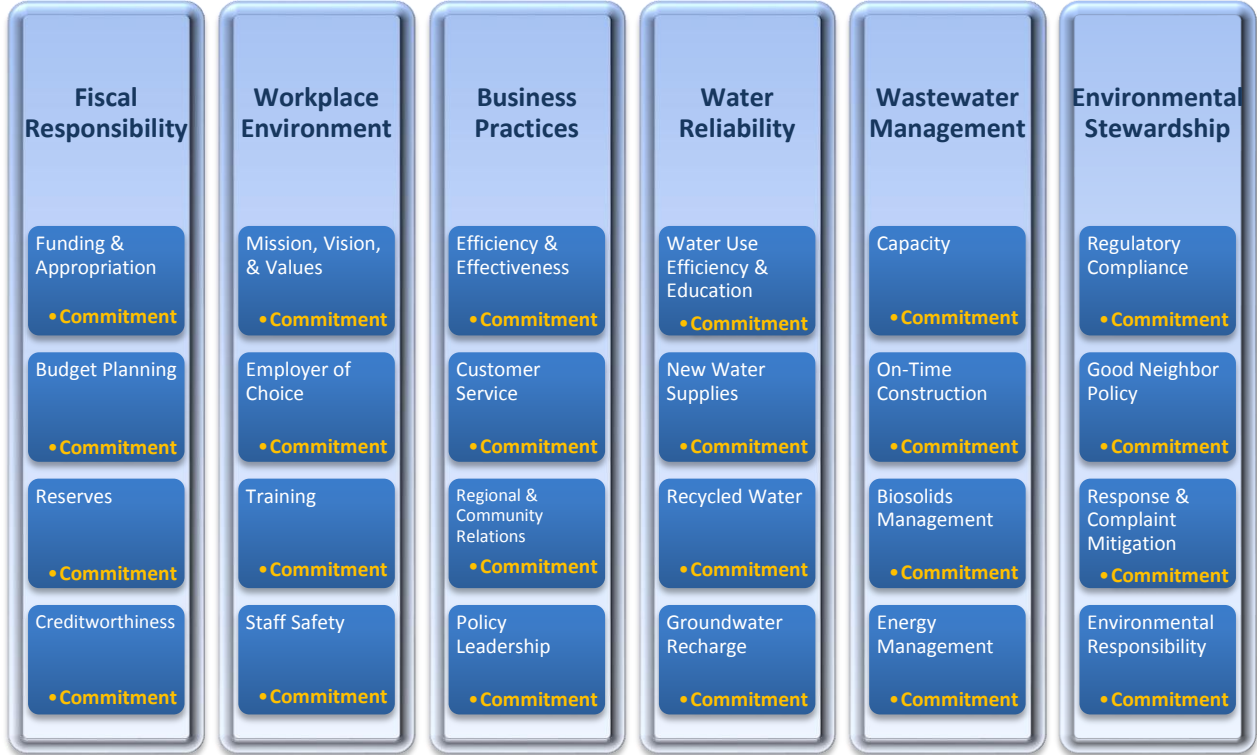 Fiscal
Responsibility
Funding &
Appropriation
•Commitment
Budget Planning
•Commitment
Reserves
•Commitment
Creditworthiness
•Commitment
Workplace
Environment
Mission, Vision,
& Values
•Commitment
Employer of
Choice
•Commitment
Training
•Commitment
Staff Safety
•Commitment
Business
Practices
Efficiency &
Effectiveness
•Commitment
Customer
Service
•Commitment
Regional &
Community
Relations
•Commitment
Policy
Leadership
•Commitment
Water
Reliability
Water Use
Efficiency &
Education
•Commitment
New Water
Supplies
•Commitment
Recycled Water
•Commitment
Groundwater
Recharge
•Commitment
Wastewater
Management
Capacity
•Commitment
On-Time
Construction
•Commitment
Biosolids
Management
•Commitment
Energy
Management
•Commitment
Environmental
Stewardship
Regulatory
Compliance
•Commitment
Good Neighbor
Policy
•Commitment
Response &
Complaint
Mitigation
•Commitment
Environmental
Responsibility
•Commitment